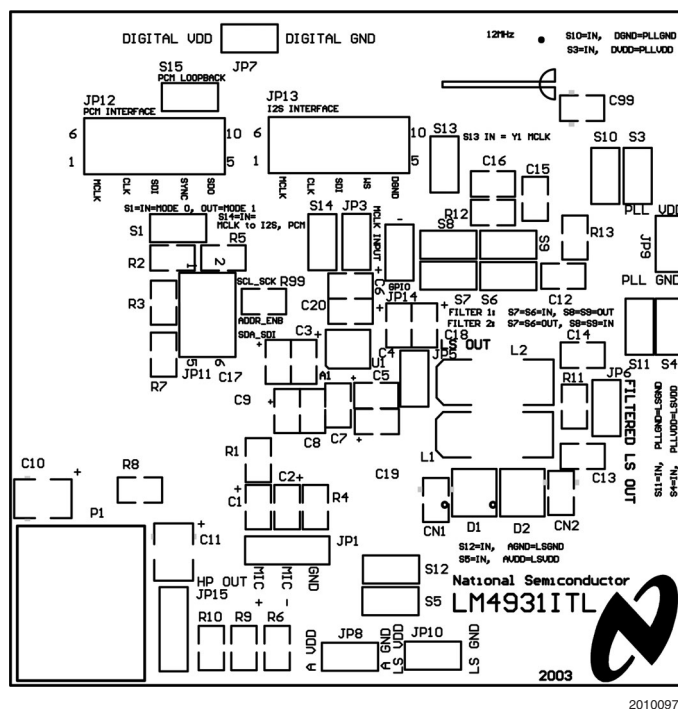 DIGITAL VDD
DIGITAL GND
JP7
12MHz
S10=IN, DGND=PLLGND
S3=IN, DVDD=PLLVDD
S15
PCM LOOPBACK
C99
JP12
PCM INTERFACE
6
10
1
5
MCLK
CLK
SDI
SYNC
SDO
JP13
I2S INTERFACE
6
10
1
5
MCLK
CLK
SDI
WS
DGND
S13
S13 IN = Y1 MCLK
S10
S3
C16
C15
R12
R13
PLL VDD
JP9
PLL GND
S1=IN=MODE 0, OUT=MODE 1
S14=IN=
MCLK to I2S, PCM
S1
S14
JP3
MCLK INPUT
-
+
S8
S9
S7
S6
C12
R2
1
2
R5
R3
SCL_SCK
R99
ADDR_ENB
SDA_SDI
C6
C20
GPIO
JP14
FILTER 1: S7=S6=IN, S8=S9=OUT
FILTER 2: S7=S6=OUT, S8=S9=IN
R7
5
6
JP11
C17
C3
+
A1
U1
C4
C18
+
+
JP5
LS OUT
L2
C14
S11
S4
C9
+
C8
C7
+
C5
+
L1
R11
JP6
FILTERED LS OUT
S11=IN, PLLGND=LSGND
S4=IN, PLLVDD=LSVDD
C10
+
R8
R1
C19
C13
P1
C1
+
C2+
R4
CN1
D1
D2
CN2
C11
+
JP1
MIC +
MIC -
GND
S12=IN, AGND=LSGND
S5=IN, AVDD=LSVDD
S12
S5
HP OUT
JP15
R10
R9
R6
National Semiconductor
LM4931ITL
A VDD
JP8
A GND
LS VDD
JP10
LS GND
2003
2010097